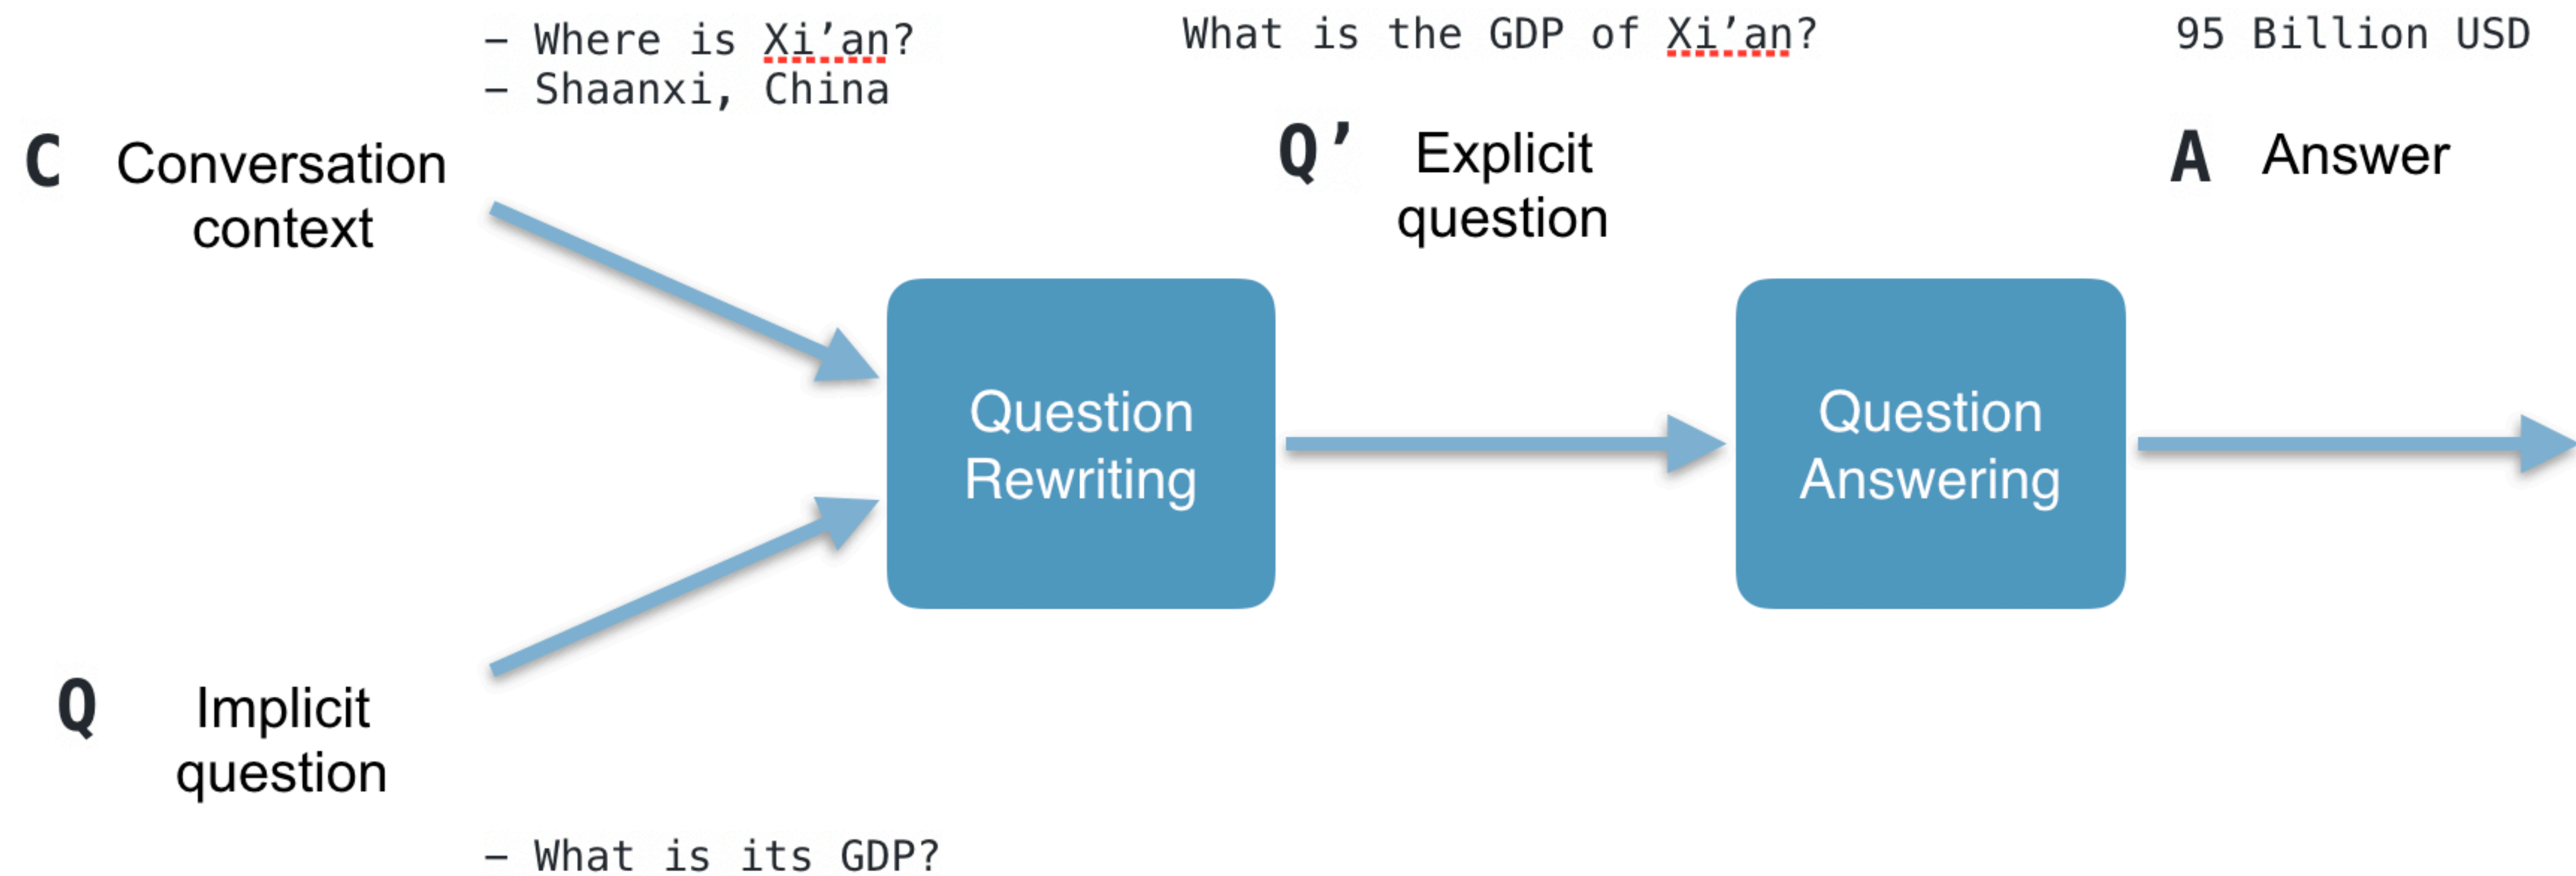 – Where is Xi’an?
– Shaanxi, China
C Conversation
context
Q Implicit
question
– What is its GDP?
Question
Rewriting
What is the GDP of Xi’an?
Q’ Explicit
question
Question
Answering
95 Billion USD
A Answer